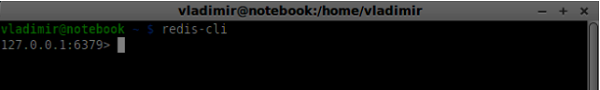 vladimir@notebook:/home/vladimir
vladimir@notebook ~ $ redis-cli
127.0.0.1:6379>